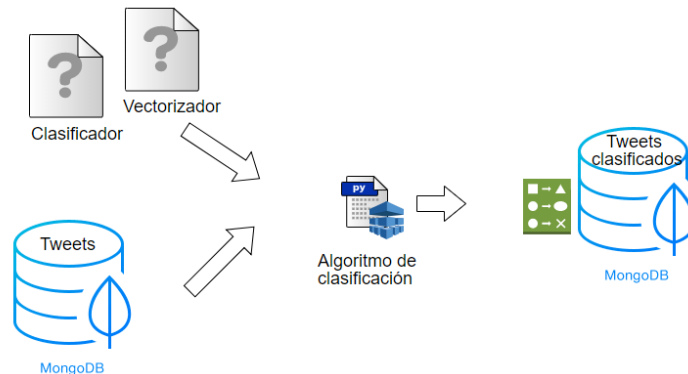 ?
?
Vectorizador
Clasificador
Tweets
MongoDB
py
Algoritmo de
clasificación
Tweets
clasificados
MongoDB